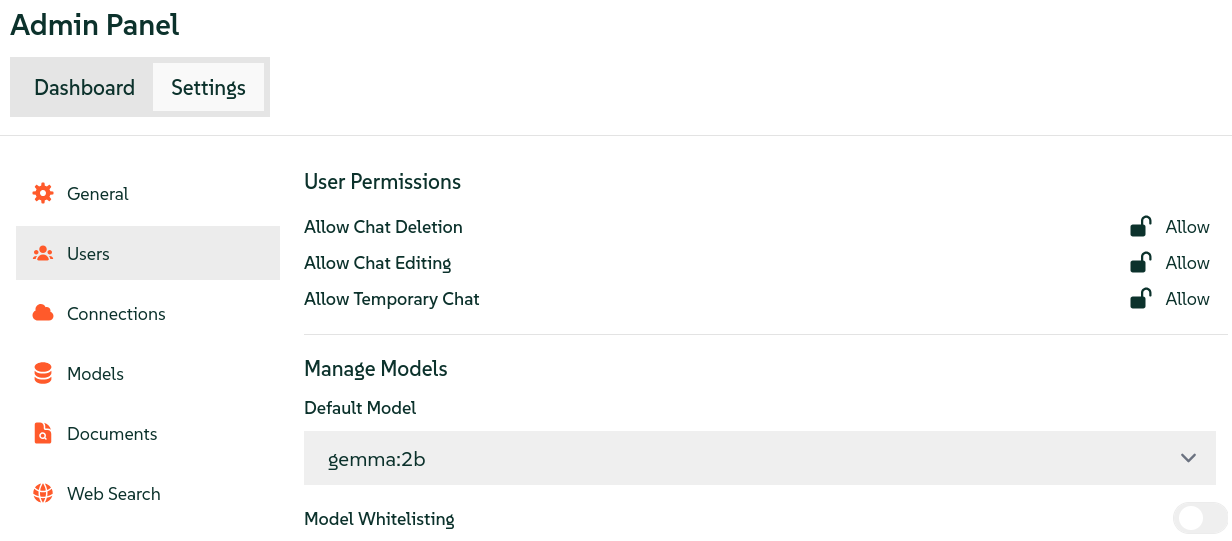 Admin Panel
Dashboard Settings
General
Users
Connections
Models
Documents
Web Search
User Permissions
Allow Chat Deletion Allow
Allow Chat Editing Allow
Allow Temporary Chat Allow
Manage Models
Default Model
gemma:2b
Model Whitelisting